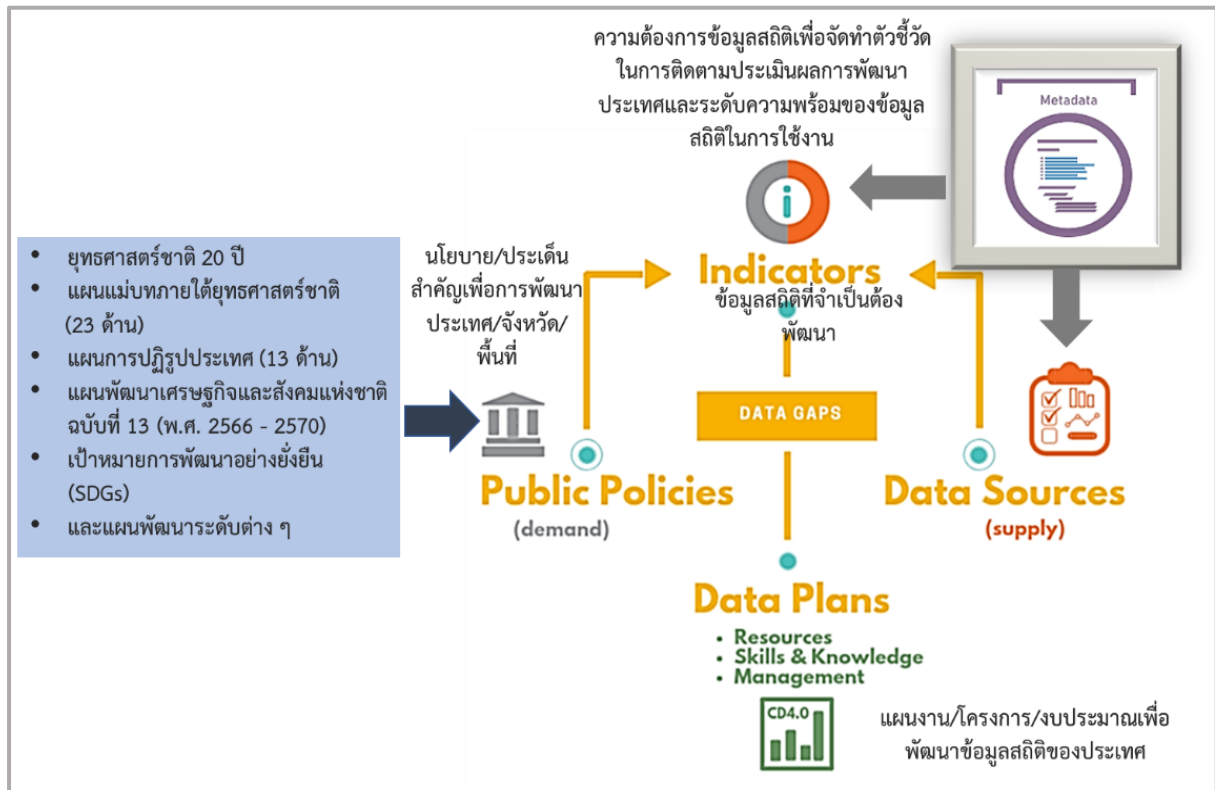 ความต้องการข้อมูลสถิติเพื่อจัดทำตัวชี้วัด
ในการติดตามประเมินผลการพัฒนา
ประเทศและระดับความพร้อมของข้อมูล
สถิติในการใช้งาน
Metadata
• ยุทธศาสตร์ชาติ 20 ปี
• แผนแม่บทภายใต้ยุทธศาสตร์ชาติ
(23 ด้าน)
• แผนการปฏิรูปประเทศ (13 ด้าน)
• แผนพัฒนาเศรษฐกิจและสังคมแห่งชาติ
ฉบับที่ 13 (พ.ศ. 2566 - 2570)
• เป้าหมายการพัฒนาอย่างยั่งยืน
(SDGs)
• และแผนพัฒนาระดับต่าง ๆ
นโยบาย/ประเด็น
สำคัญเพื่อการพัฒนา
ประเทศ/จังหวัด/
พื้นที่
i
Indicators
ข้อมูลสถิติที่จำเป็นต้อง
พัฒนา
DATA GAPS
Public Policies
(demand)
Data Sources
(supply)
Data Plans
• Resources
• Skills & Knowledge
• Management
CD4.0
แผนงาน/โครงการ/งบประมาณเพื่อ
พัฒนาข้อมูลสถิติของประเทศ